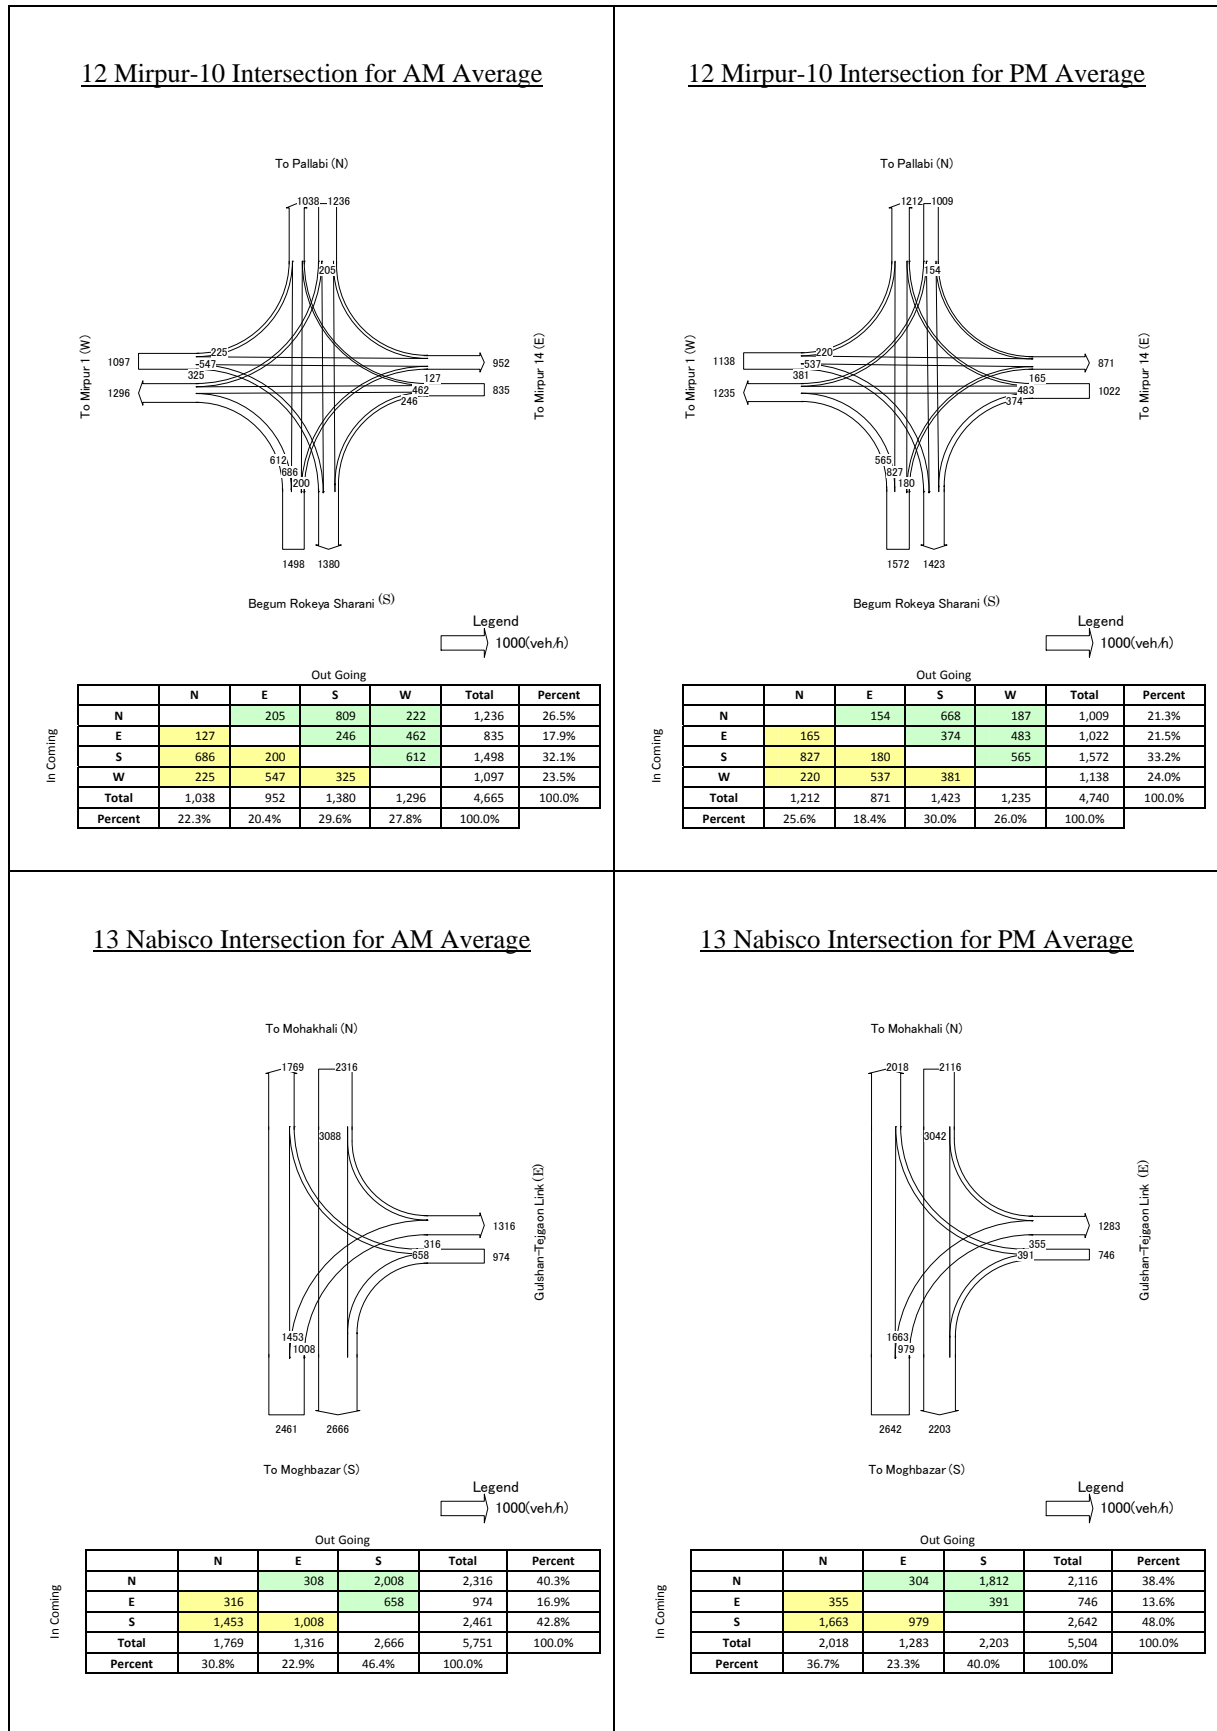 12 Mirpur-10 Intersection for AM Average
To Pallabi (N)
1038 1236
205
To Mirpur 1 (W)
1097
1296
225
547
325
127
462
246
952
835
To Mirpur 14 (E)
612
686
200
1498 1380
Begum Rokeya Sharani (S)
Legend
1000(veh/h)
Out Going
In Coming
N E S W Total Percent
N 205 809 222 1,236 26.5%
E 127 246 462 835 17.9%
S 686 200 612 1,498 32.1%
W 225 547 325 1,097 23.5%
Total 1,038 952 1,380 1,296 4,665 100.0%
Percent 22.3% 20.4% 29.6% 27.8% 100.0%
12 Mirpur-10 Intersection for PM Average
To Pallabi (N)
1212 1009
154
To Mirpur 1 (W)
1138
1235
220
537
381
165
483
374
871
1022
To Mirpur 14 (E)
565
827
180
1572 1423
Begum Rokeya Sharani (S)
Legend
1000(veh/h)
Out Going
In Coming
N E S W Total Percent
N 154 668 187 1,009 21.3%
E 165 374 483 1,022 21.5%
S 827 180 565 1,572 33.2%
W 220 537 381 1,138 24.0%
Total 1,212 871 1,423 1,235 4,740 100.0%
Percent 25.6% 18.4% 30.0% 26.0% 100.0%
13 Nabisco Intersection for AM Average
To Mohakhali (N)
1769 2316
3088
1316
316
658
974
Gulshan-Tejgaon Link (E)
1453
1008
2461 2666
To Moghbazar (S)
Legend
1000(veh/h)
Out Going
In Coming
N E S Total Percent
N 308 2,008 2,316 40.3%
E 316 658 974 16.9%
S 1,453 1,008 2,461 42.8%
Total 1,769 1,316 2,666 5,751 100.0%
Percent 30.8% 22.9% 46.4% 100.0%
13 Nabisco Intersection for PM Average
To Mohakhali (N)
2018 2116
3042
1283
355
391
746
Gulshan-Tejgaon Link (E)
1663
979
2642 2203
To Moghbazar (S)
Legend
1000(veh/h)
Out Going
In Coming
N E S Total Percent
N 304 1,812 2,116 38.4%
E 355 391 746 13.6%
S 1,663 979 2,642 48.0%
Total 2,018 1,283 2,203 5,504 100.0%
Percent 36.7% 23.3% 40.0% 100.0%